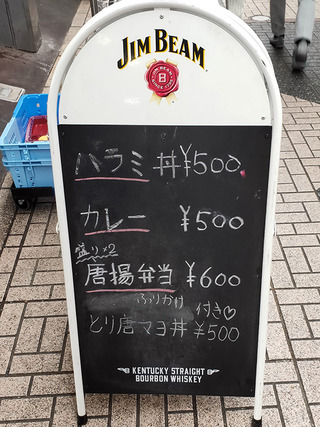 JIM BEAM
B
ハラミ丼 ¥500
カレー ¥500
盛り×2
唐揚弁当 ¥600
ふりかけ付き♡
とり唐マヨ丼 ¥500
KENTUCKY STRAIGHT
BOURBON WHISKEY